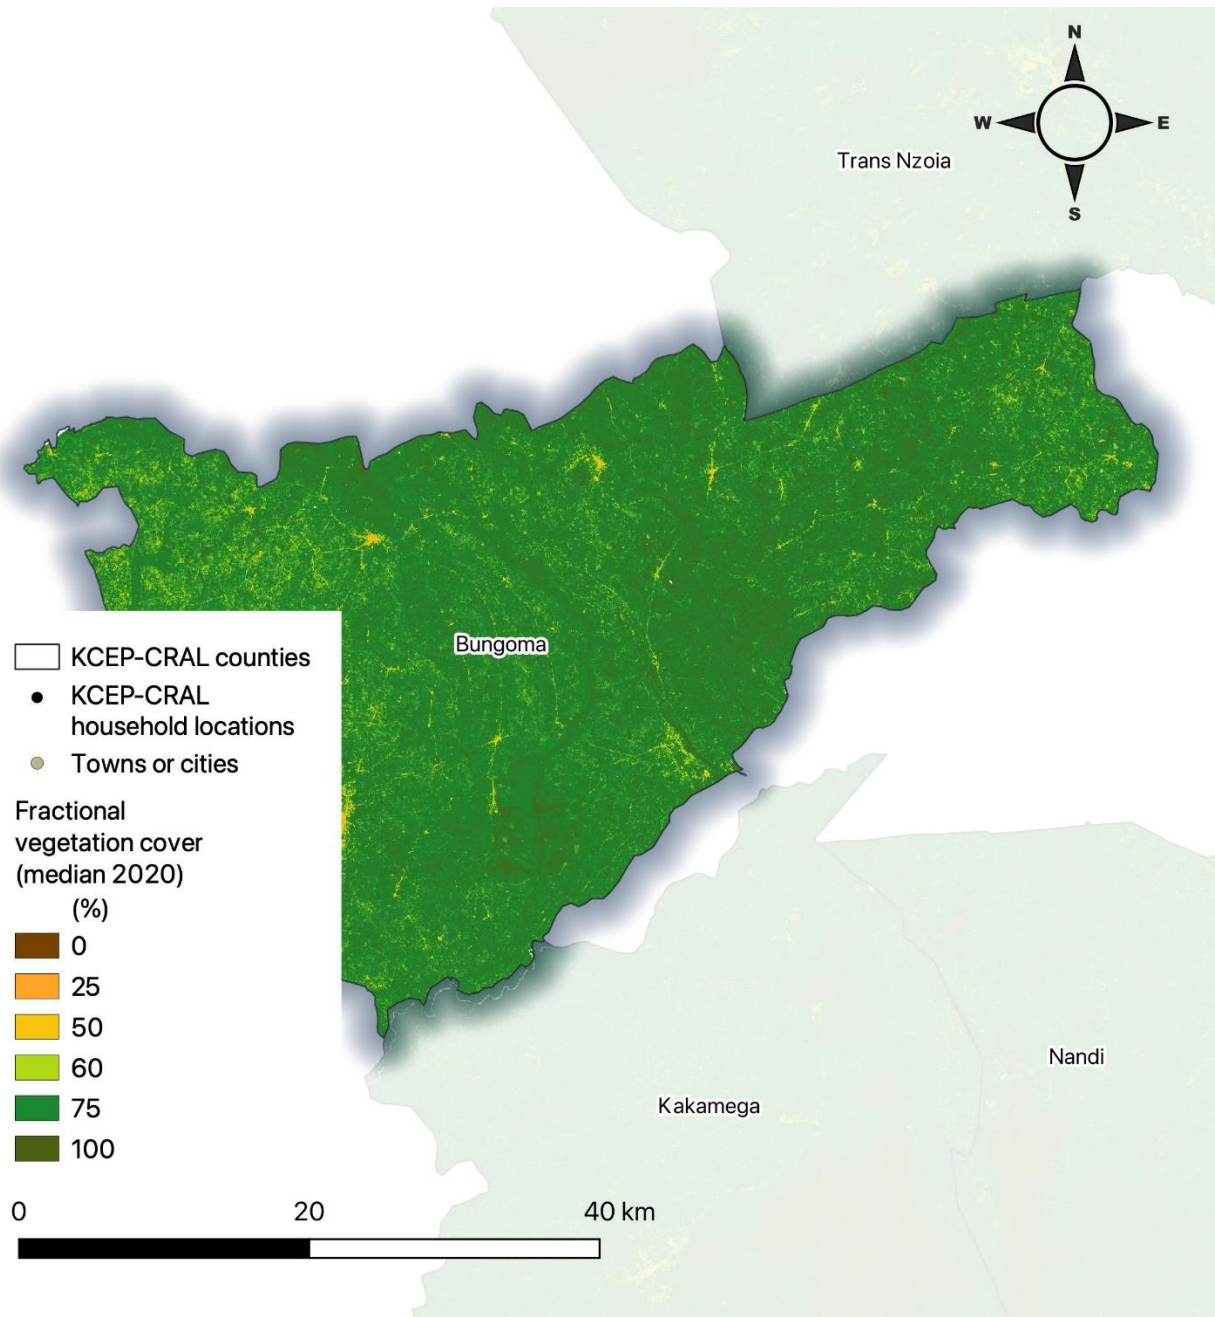 N
W
E
S
Trans Nzoia
Bungoma
KCEP-CRAL counties
KCEP-CRAL
household locations
Towns or cities
Fractional
vegetation cover
(median 2020)
(%)
0
25
50
60
75
100
Nandi
Kakamega
0 20 40 km